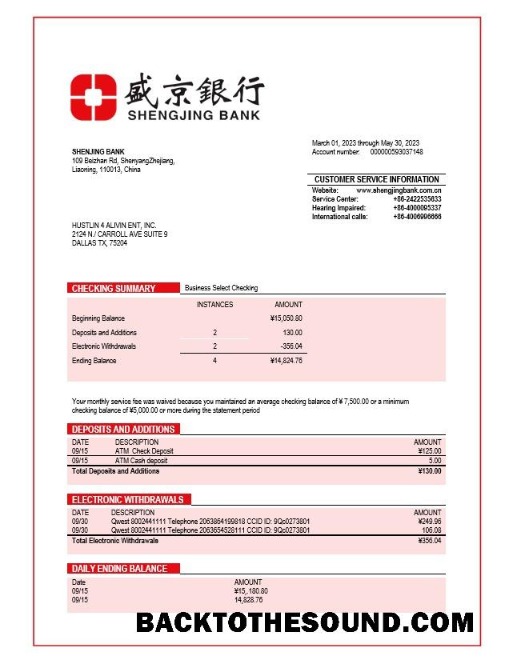 盛京銀行
SHENGJING BANK
March 01, 2023 through May 30, 2023
Account number: 000000593037148
SHENJING BANK
109 Beizhan Rd, ShenyangZhejiang,
Liaoning, 110013, China
CUSTOMER SERVICE INFORMATION
Website: www.shengjingbank.com.cn
Service Center: +86-2422535633
Hearing Impaired: +86-4000095337
International calls: +86-4006906666
HUSTLIN 4 ALIVIN ENT, INC.
2124 N./ CARROLL AVE SUITE 9
DALLAS TX, 75204
CHECKING SUMMARY Business Select Checking
INSTANCES AMOUNT
Beginning Balance ¥15,050.80
Deposits and Additions 2 130.00
Electronic Withdrawals 2 -356.04
Ending Balance 4 ¥14,824.76
Your monthly service fee was waived because you maintained an average checking balance of ¥ 7,500.00 or a minimum
checking balance of ¥5,000.00 or more during the statement period
DEPOSITS AND ADDITIONS
DATE DESCRIPTION AMOUNT
09/15 ATM Check Deposit ¥125.00
09/15 ATM Cash deposit 5.00
Total Deposits and Additions ¥130.00
ELECTRONIC WITHDRAWALS
DATE DESCRIPTION AMOUNT
09/30 Qwest 8002441111 Telephone 2063864199818 CCID ID: 9Qc0273801 ¥249.96
09/30 Qwest 8002441111 Telephone 2063654528111 CCID ID: 9Qc0273801 106.08
Total Electronic Withdrawals ¥356.04
DAILY ENDING BALANCE
Date AMOUNT
09/15 ¥15,.180.80
09/15 14,828.76
BACKTOTHESOUND.COM